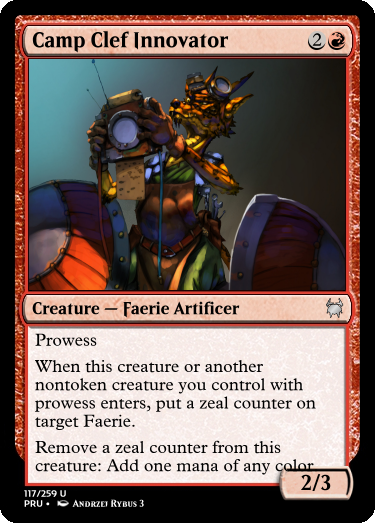 Camp Clef Innovator 2
Creature — Faerie Artificer
Prowess
When this creature or another
nontoken creature you control with
prowess enters, put a zeal counter on
target Faerie.
Remove a zeal counter from this
creature: Add one mana of any color.
2/3
117/259 U
PRU • Andrzej Rybus 3